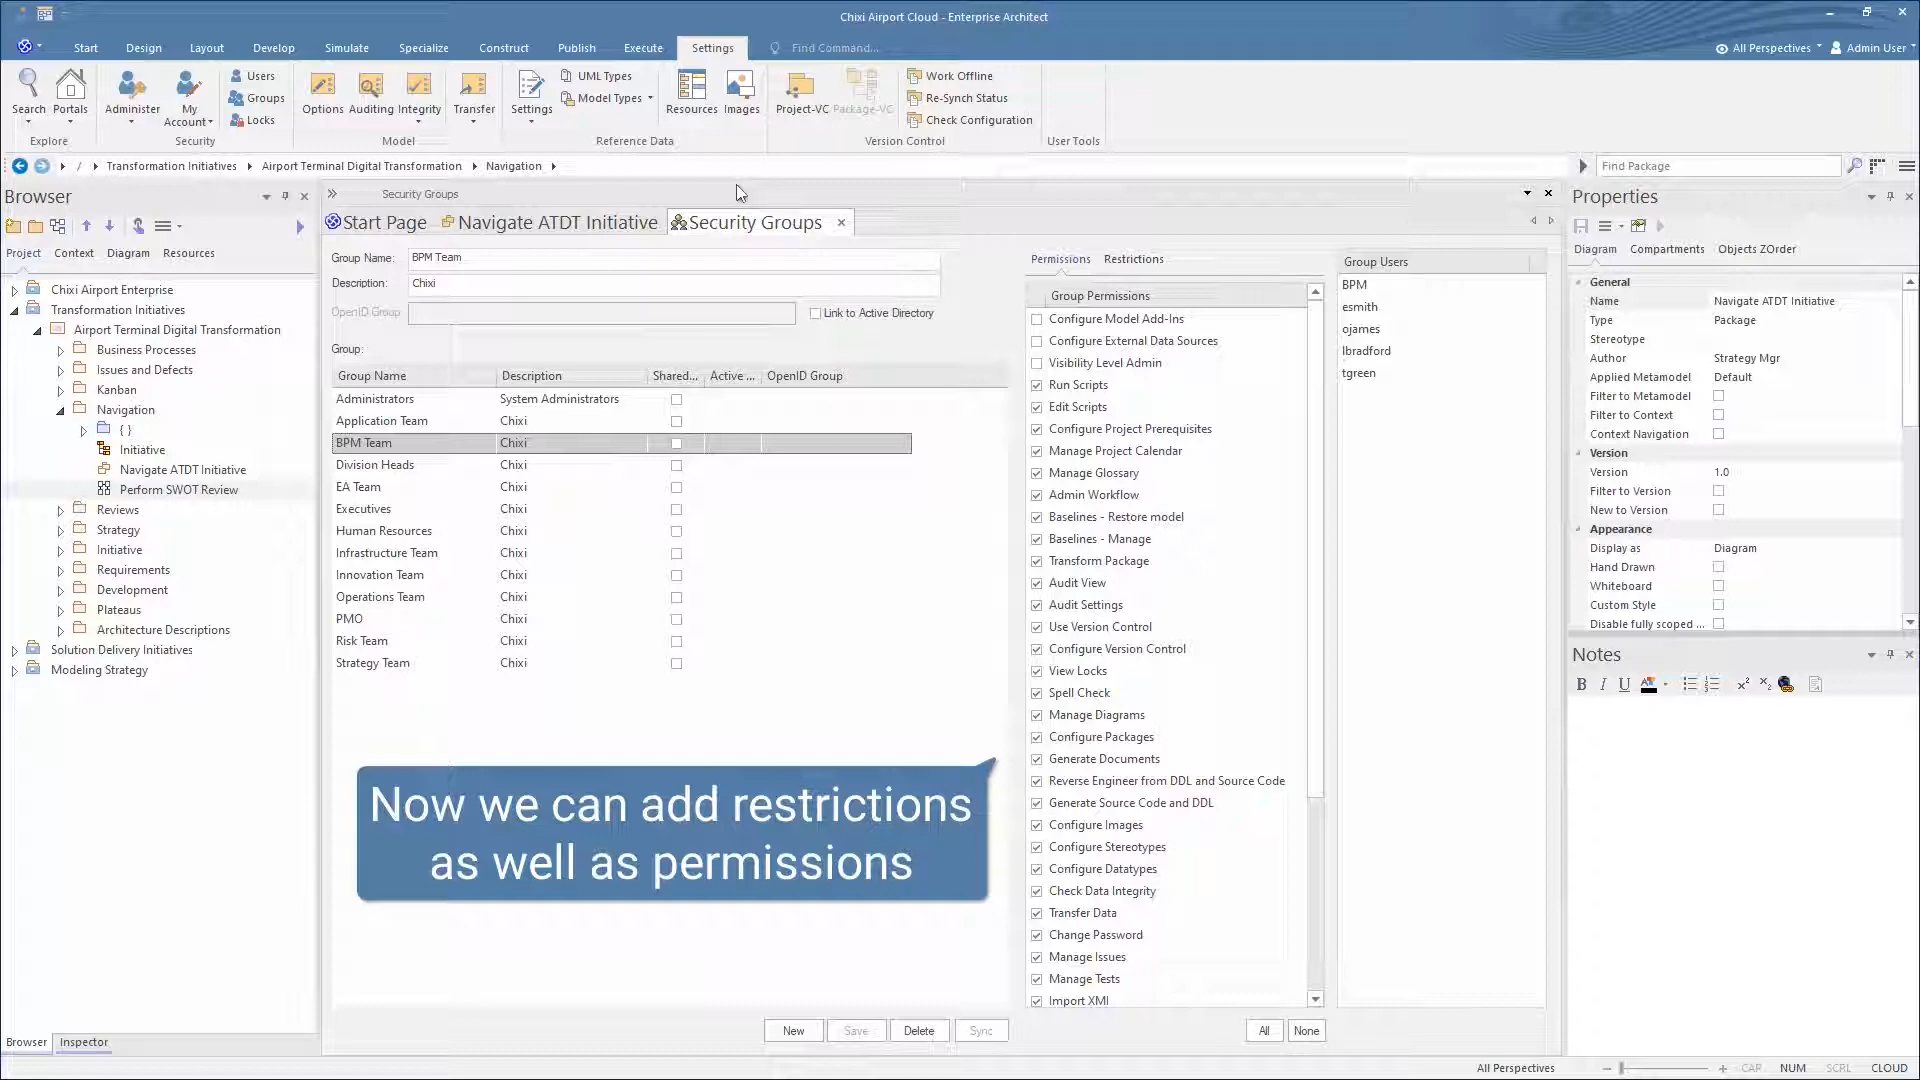 Chixi Airport Cloud - Enterprise Architect
Start Design Layout Develop Simulate Specialize Construct Publish Execute Settings Find Command... All Perspectives Admin User
Search Portals
Explore
Administer My Account Users Groups Locks
Security
Options Auditing Integrity Transfer
Model
Settings UML Types Model Types Resources Images
Reference Data
Project-VC Package-VC Work Offline Re-Synch Status Check Configuration
Version Control
User Tools
/ Transformation Initiatives Airport Terminal Digital Transformation Navigation
Find Package
Browser
Project Context Diagram Resources
Chixi Airport Enterprise
Transformation Initiatives
Airport Terminal Digital Transformation
Business Processes
Issues and Defects
Kanban
Navigation
{ }
Initiative
Navigate ATDT Initiative
Perform SWOT Review
Reviews
Strategy
Initiative
Requirements
Development
Plateaus
Architecture Descriptions
Solution Delivery Initiatives
Modeling Strategy
Browser Inspector
Security Groups
Start Page Navigate ATDT Initiative Security Groups
Group Name: BPM Team
Description: Chixi
OpenID Group Link to Active Directory
Group:
Group Name Description Shared... Active ... OpenID Group
Administrators System Administrators
Application Team Chixi
BPM Team Chixi
Division Heads Chixi
EA Team Chixi
Executives Chixi
Human Resources Chixi
Infrastructure Team Chixi
Innovation Team Chixi
Operations Team Chixi
PMO Chixi
Risk Team Chixi
Strategy Team Chixi
Now we can add restrictions
as well as permissions
New Save Delete Sync
Permissions Restrictions
Group Permissions
Configure Model Add-Ins
Configure External Data Sources
Visibility Level Admin
Run Scripts
Edit Scripts
Configure Project Prerequisites
Manage Project Calendar
Manage Glossary
Admin Workflow
Baselines - Restore model
Baselines - Manage
Transform Package
Audit View
Audit Settings
Use Version Control
Configure Version Control
View Locks
Spell Check
Manage Diagrams
Configure Packages
Generate Documents
Reverse Engineer from DDL and Source Code
Generate Source Code and DDL
Configure Images
Configure Stereotypes
Configure Datatypes
Check Data Integrity
Transfer Data
Change Password
Manage Issues
Manage Tests
Import XMI
All None
Group Users
BPM
esmith
ojames
lbradford
tgreen
Properties
Diagram Compartments Objects ZOrder
General
Name Navigate ATDT Initiative
Type Package
Stereotype
Author Strategy Mgr
Applied Metamodel Default
Filter to Metamodel
Filter to Context
Context Navigation
Version
Version 1.0
Filter to Version
New to Version
Appearance
Display as Diagram
Hand Drawn
Whiteboard
Custom Style
Disable fully scoped ...
Notes
B I U A x² x₂
All Perspectives CAP NUM SCRL CLOUD